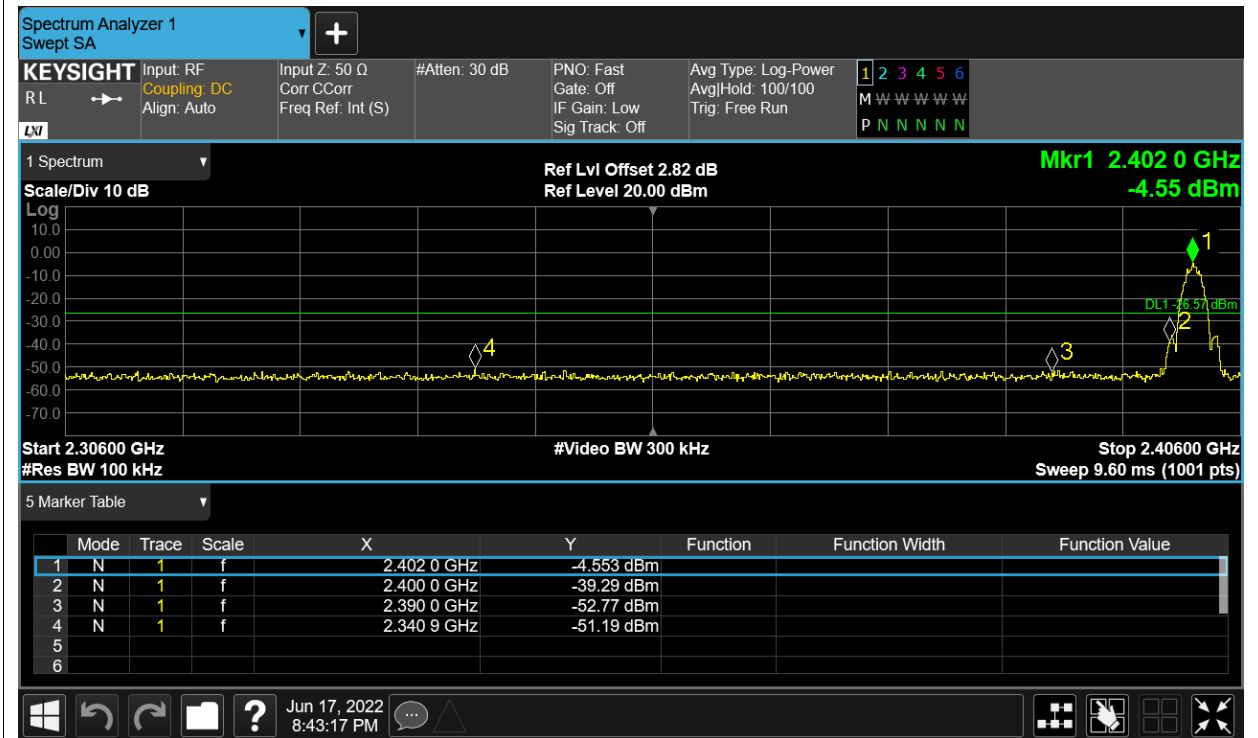 Spectrum Analyzer 1
Swept SA
KEYSIGHT Input: RF Input Z: 50 Ω #Atten: 30 dB PNO: Fast Avg Type: Log-Power 1 2 3 4 5 6
R L Coupling: DC Corr CCorr Gate: Off Avg|Hold: 100/100 M W W W W W
Align: Auto Freq Ref: Int (S) IF Gain: Low Trig: Free Run
LXI Sig Track: Off P N N N N N
1 Spectrum Ref Lvl Offset 2.82 dB Mkr1 2.402 0 GHz
Scale/Div 10 dB Ref Level 20.00 dBm -4.55 dBm
Log
10.0 1
0.00
-10.0
-20.0 DL1 -26.57 dBm
-30.0 2
-40.0 4 3
-50.0
-60.0
-70.0
Start 2.30600 GHz #Video BW 300 kHz Stop 2.40600 GHz
#Res BW 100 kHz Sweep 9.60 ms (1001 pts)
5 Marker Table
Mode Trace Scale X Y Function Function Width Function Value
1 N 1 f 2.402 0 GHz -4.553 dBm
2 N 1 f 2.400 0 GHz -39.29 dBm
3 N 1 f 2.390 0 GHz -52.77 dBm
4 N 1 f 2.340 9 GHz -51.19 dBm
5
6
? Jun 17, 2022
8:43:17 PM